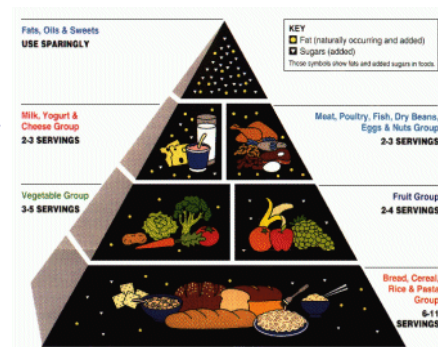 Fats, Oils & Sweets
USE SPARINGLY
KEY
Fat (naturally occurring and added)
Sugars (added)
These symbols show fats and added sugars in foods.
Milk, Yogurt &
Cheese Group
2-3 SERVINGS
Meat, Poultry, Fish, Dry Beans,
Eggs & Nuts Group
2-3 SERVINGS
Vegetable Group
3-5 SERVINGS
Fruit Group
2-4 SERVINGS
Bread, Cereal,
Rice & Pasta
Group
6-11
SERVINGS